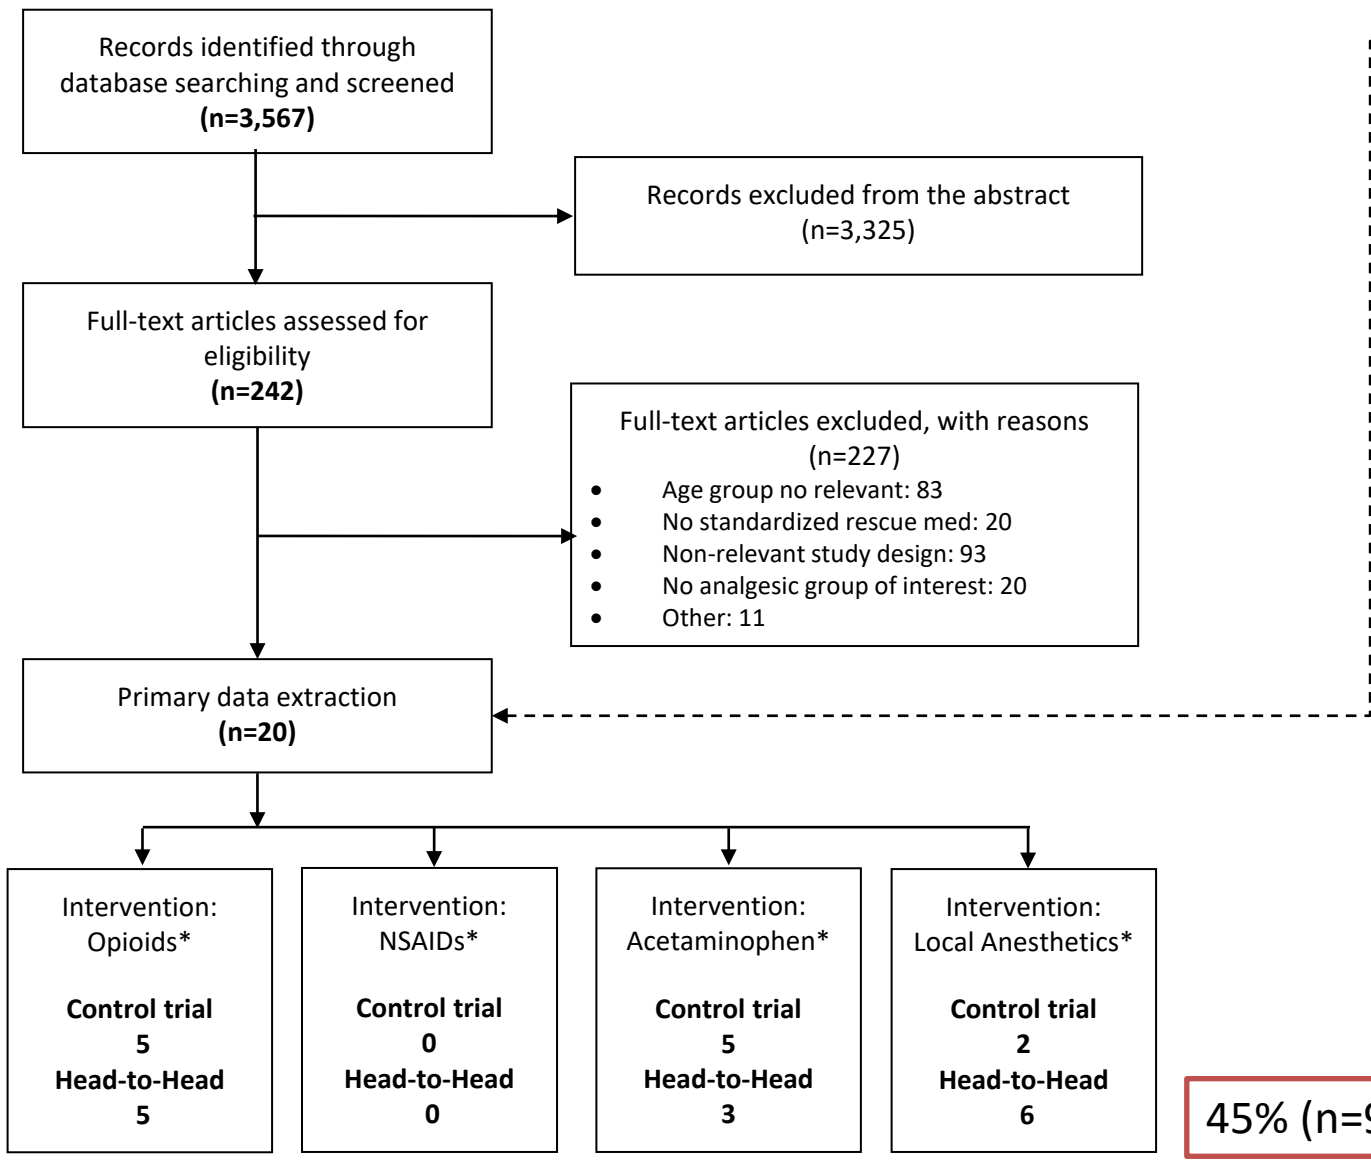 Records identified through
database searching and screened
(n=3,567)
Records excluded from the abstract
(n=3,325)
Full-text articles assessed for
eligibility
(n=242)
Full-text articles excluded, with reasons
(n=227)
• Age group no relevant: 83
• No standardized rescue med: 20
• Non-relevant study design: 93
• No analgesic group of interest: 20
• Other: 11
Primary data extraction
(n=20)
Intervention:
Opioids*
Control trial
5
Head-to-Head
5
Intervention:
NSAIDs*
Control trial
0
Head-to-Head
0
Intervention:
Acetaminophen*
Control trial
5
Head-to-Head
3
Intervention:
Local Anesthetics*
Control trial
2
Head-to-Head
6
45% (n=9